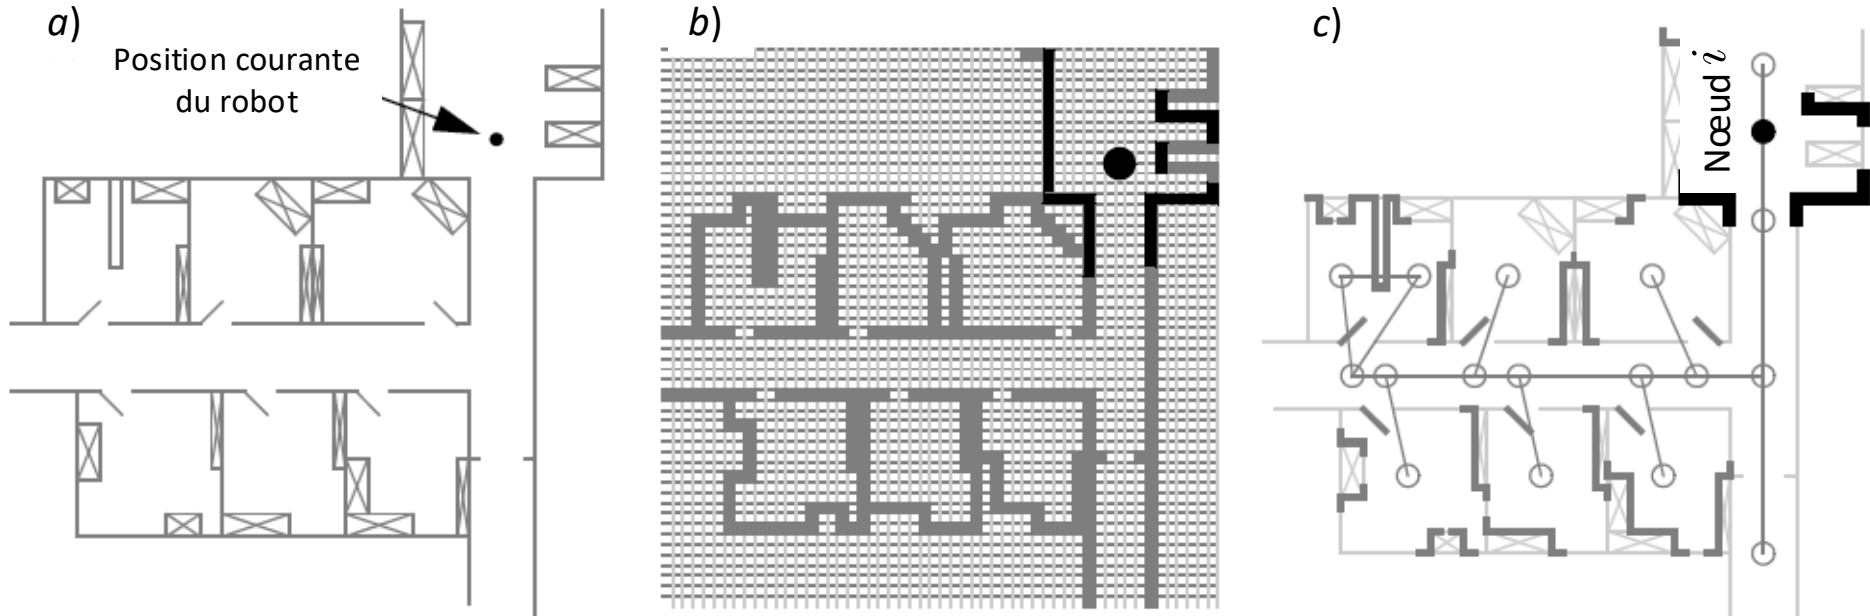 a)
Position courante
du robot
b)
c)
Nœud i